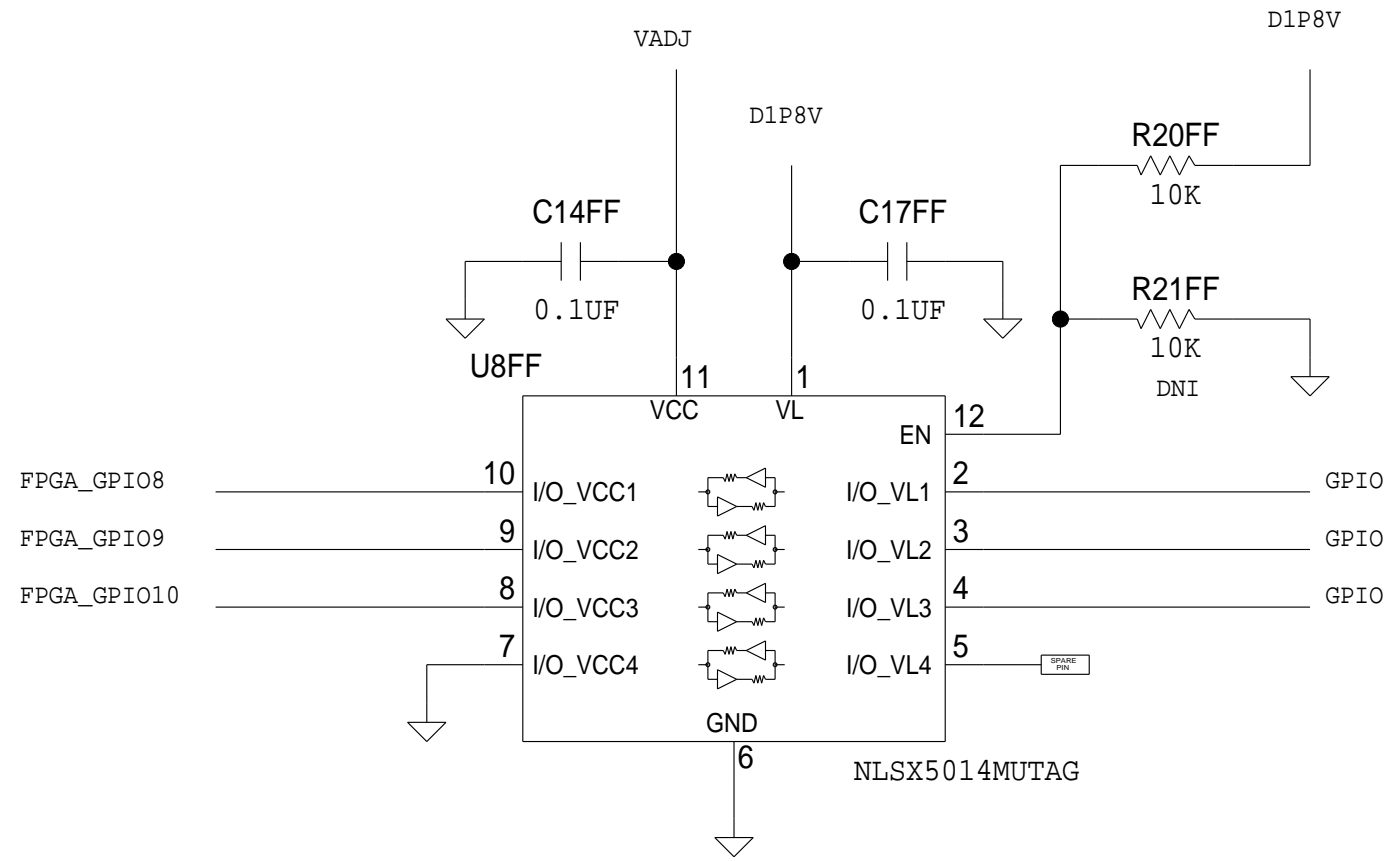 D1P8V
VADJ
D1P8V
R20FF
10K
C14FF
C17FF
0.1UF
0.1UF
R21FF
10K
DNI
U8FF
11
1
VCC
VL
12
EN
FPGA_GPIO8
10
I/O_VCC1
I/O_VL1
2
GPIO
FPGA_GPIO9
9
I/O_VCC2
I/O_VL2
3
GPIO
FPGA_GPIO10
8
I/O_VCC3
I/O_VL3
4
GPIO
7
I/O_VCC4
I/O_VL4
5
SPARE
PIN
GND
6
NLSX5014MUTAG